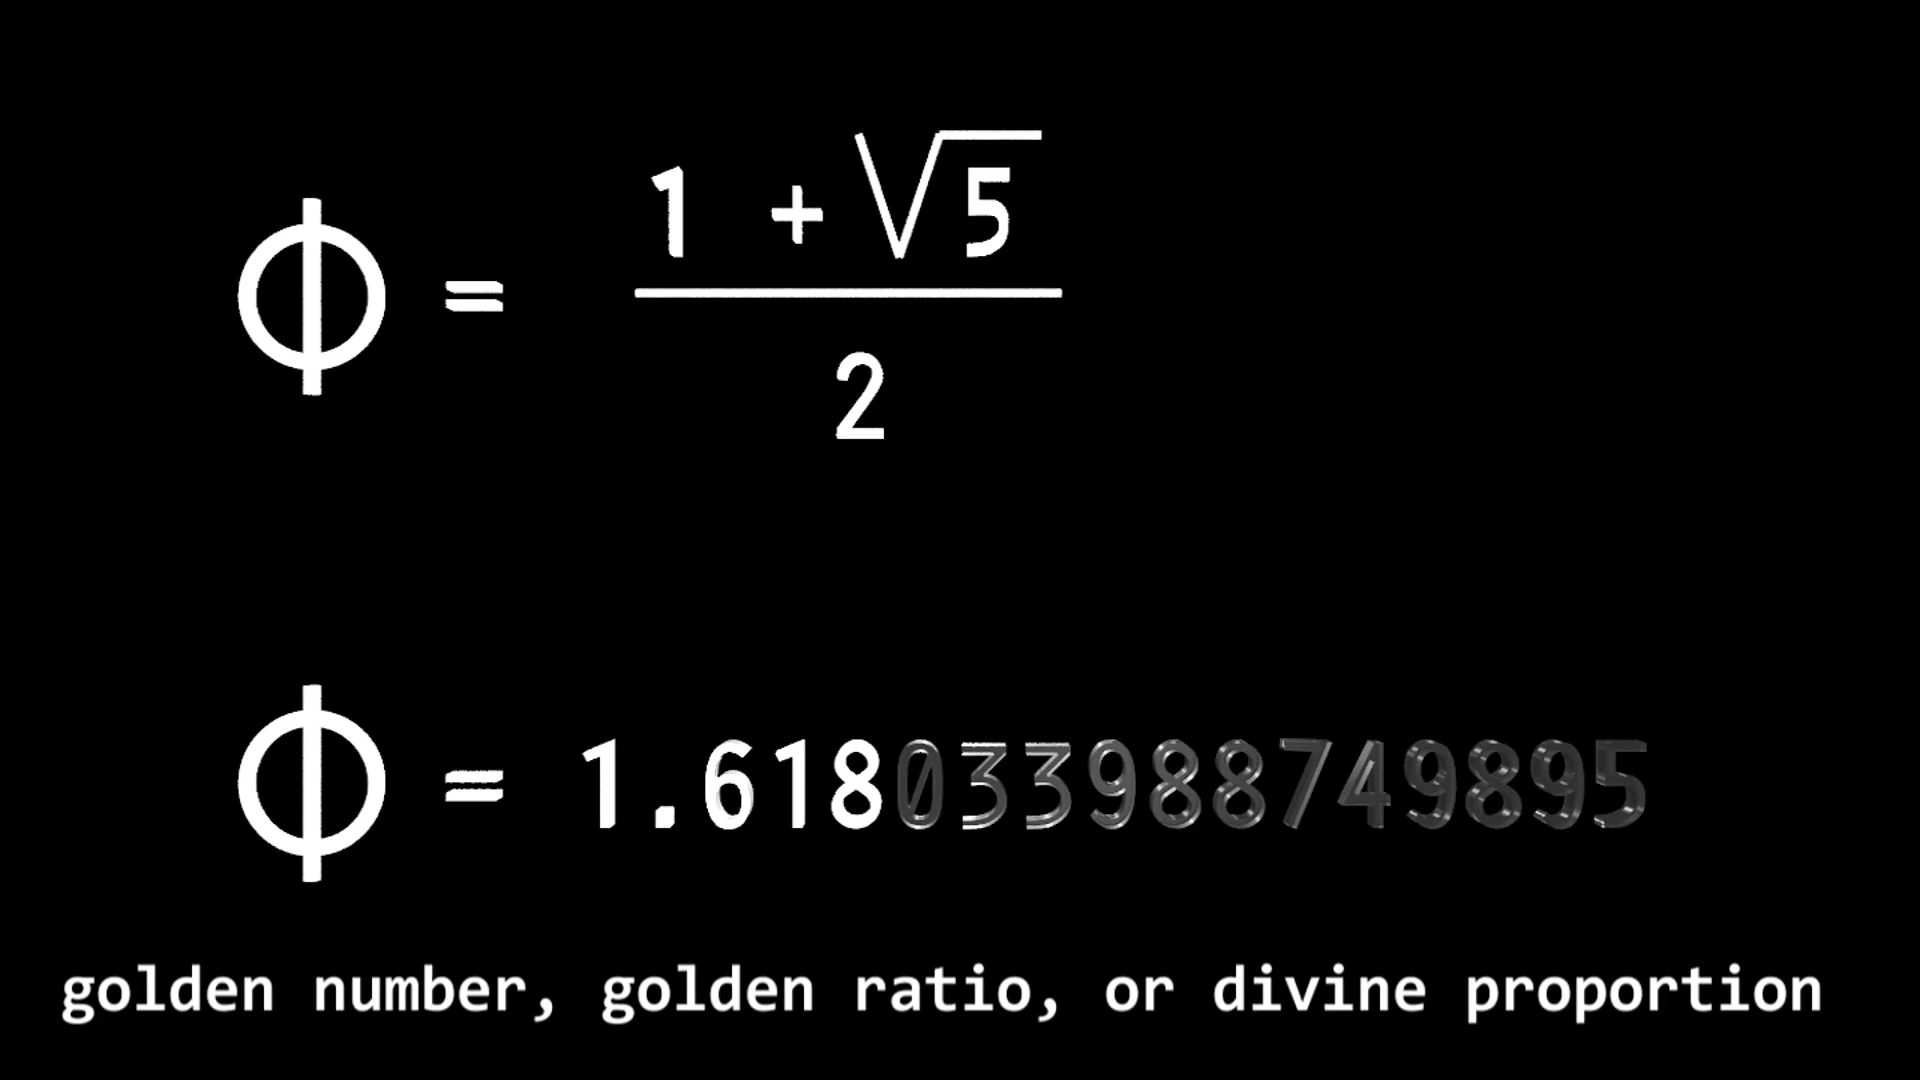 Φ = (1 + √5) / 2
Φ = 1.618033988749895
golden number, golden ratio, or divine proportion